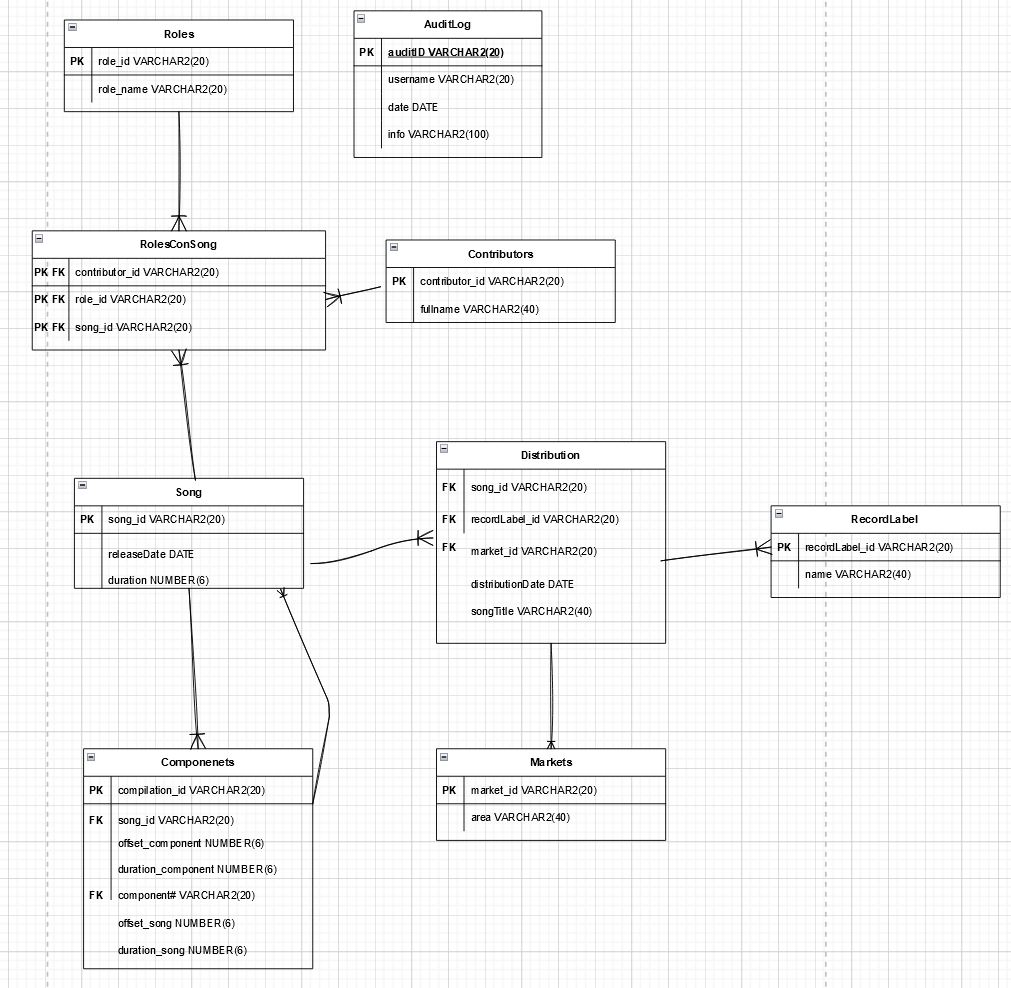 Roles
PK role_id VARCHAR2(20)
role_name VARCHAR2(20)
AuditLog
PK auditID VARCHAR2(20)
username VARCHAR2(20)
date DATE
info VARCHAR2(100)
RolesConSong
PK FK contributor_id VARCHAR2(20)
PK FK role_id VARCHAR2(20)
PK FK song_id VARCHAR2(20)
Contributors
PK contributor_id VARCHAR2(20)
fullname VARCHAR2(40)
Song
PK song_id VARCHAR2(20)
releaseDate DATE
duration NUMBER(6)
Distribution
FK song_id VARCHAR2(20)
FK recordLabel_id VARCHAR2(20)
FK market_id VARCHAR2(20)
distributionDate DATE
songTitle VARCHAR2(40)
RecordLabel
PK recordLabel_id VARCHAR2(20)
name VARCHAR2(40)
Componenets
PK compilation_id VARCHAR2(20)
FK song_id VARCHAR2(20)
offset_component NUMBER(6)
duration_component NUMBER(6)
FK component# VARCHAR2(20)
offset_song NUMBER(6)
duration_song NUMBER(6)
Markets
PK market_id VARCHAR2(20)
area VARCHAR2(40)